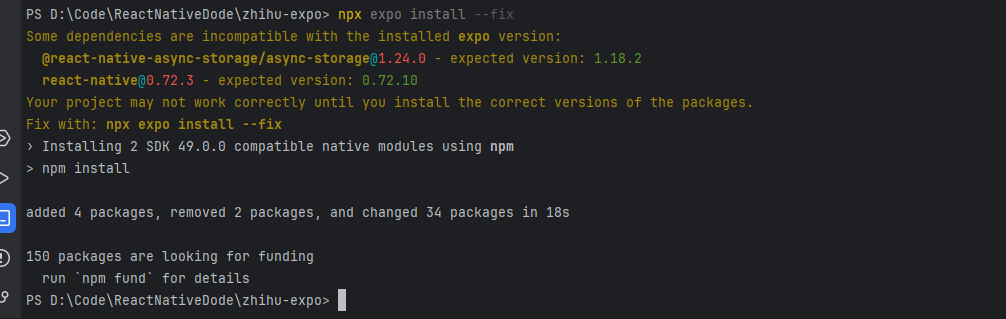 PS D:\Code\ReactNativeDode\zhihu-expo> npx expo install --fix
Some dependencies are incompatible with the installed expo version:
  @react-native-async-storage/async-storage@1.24.0 - expected version: 1.18.2
  react-native@0.72.3 - expected version: 0.72.10
Your project may not work correctly until you install the correct versions of the packages.
Fix with: npx expo install --fix
› Installing 2 SDK 49.0.0 compatible native modules using npm
> npm install
added 4 packages, removed 2 packages, and changed 34 packages in 18s
150 packages are looking for funding
  run `npm fund` for details
PS D:\Code\ReactNativeDode\zhihu-expo>